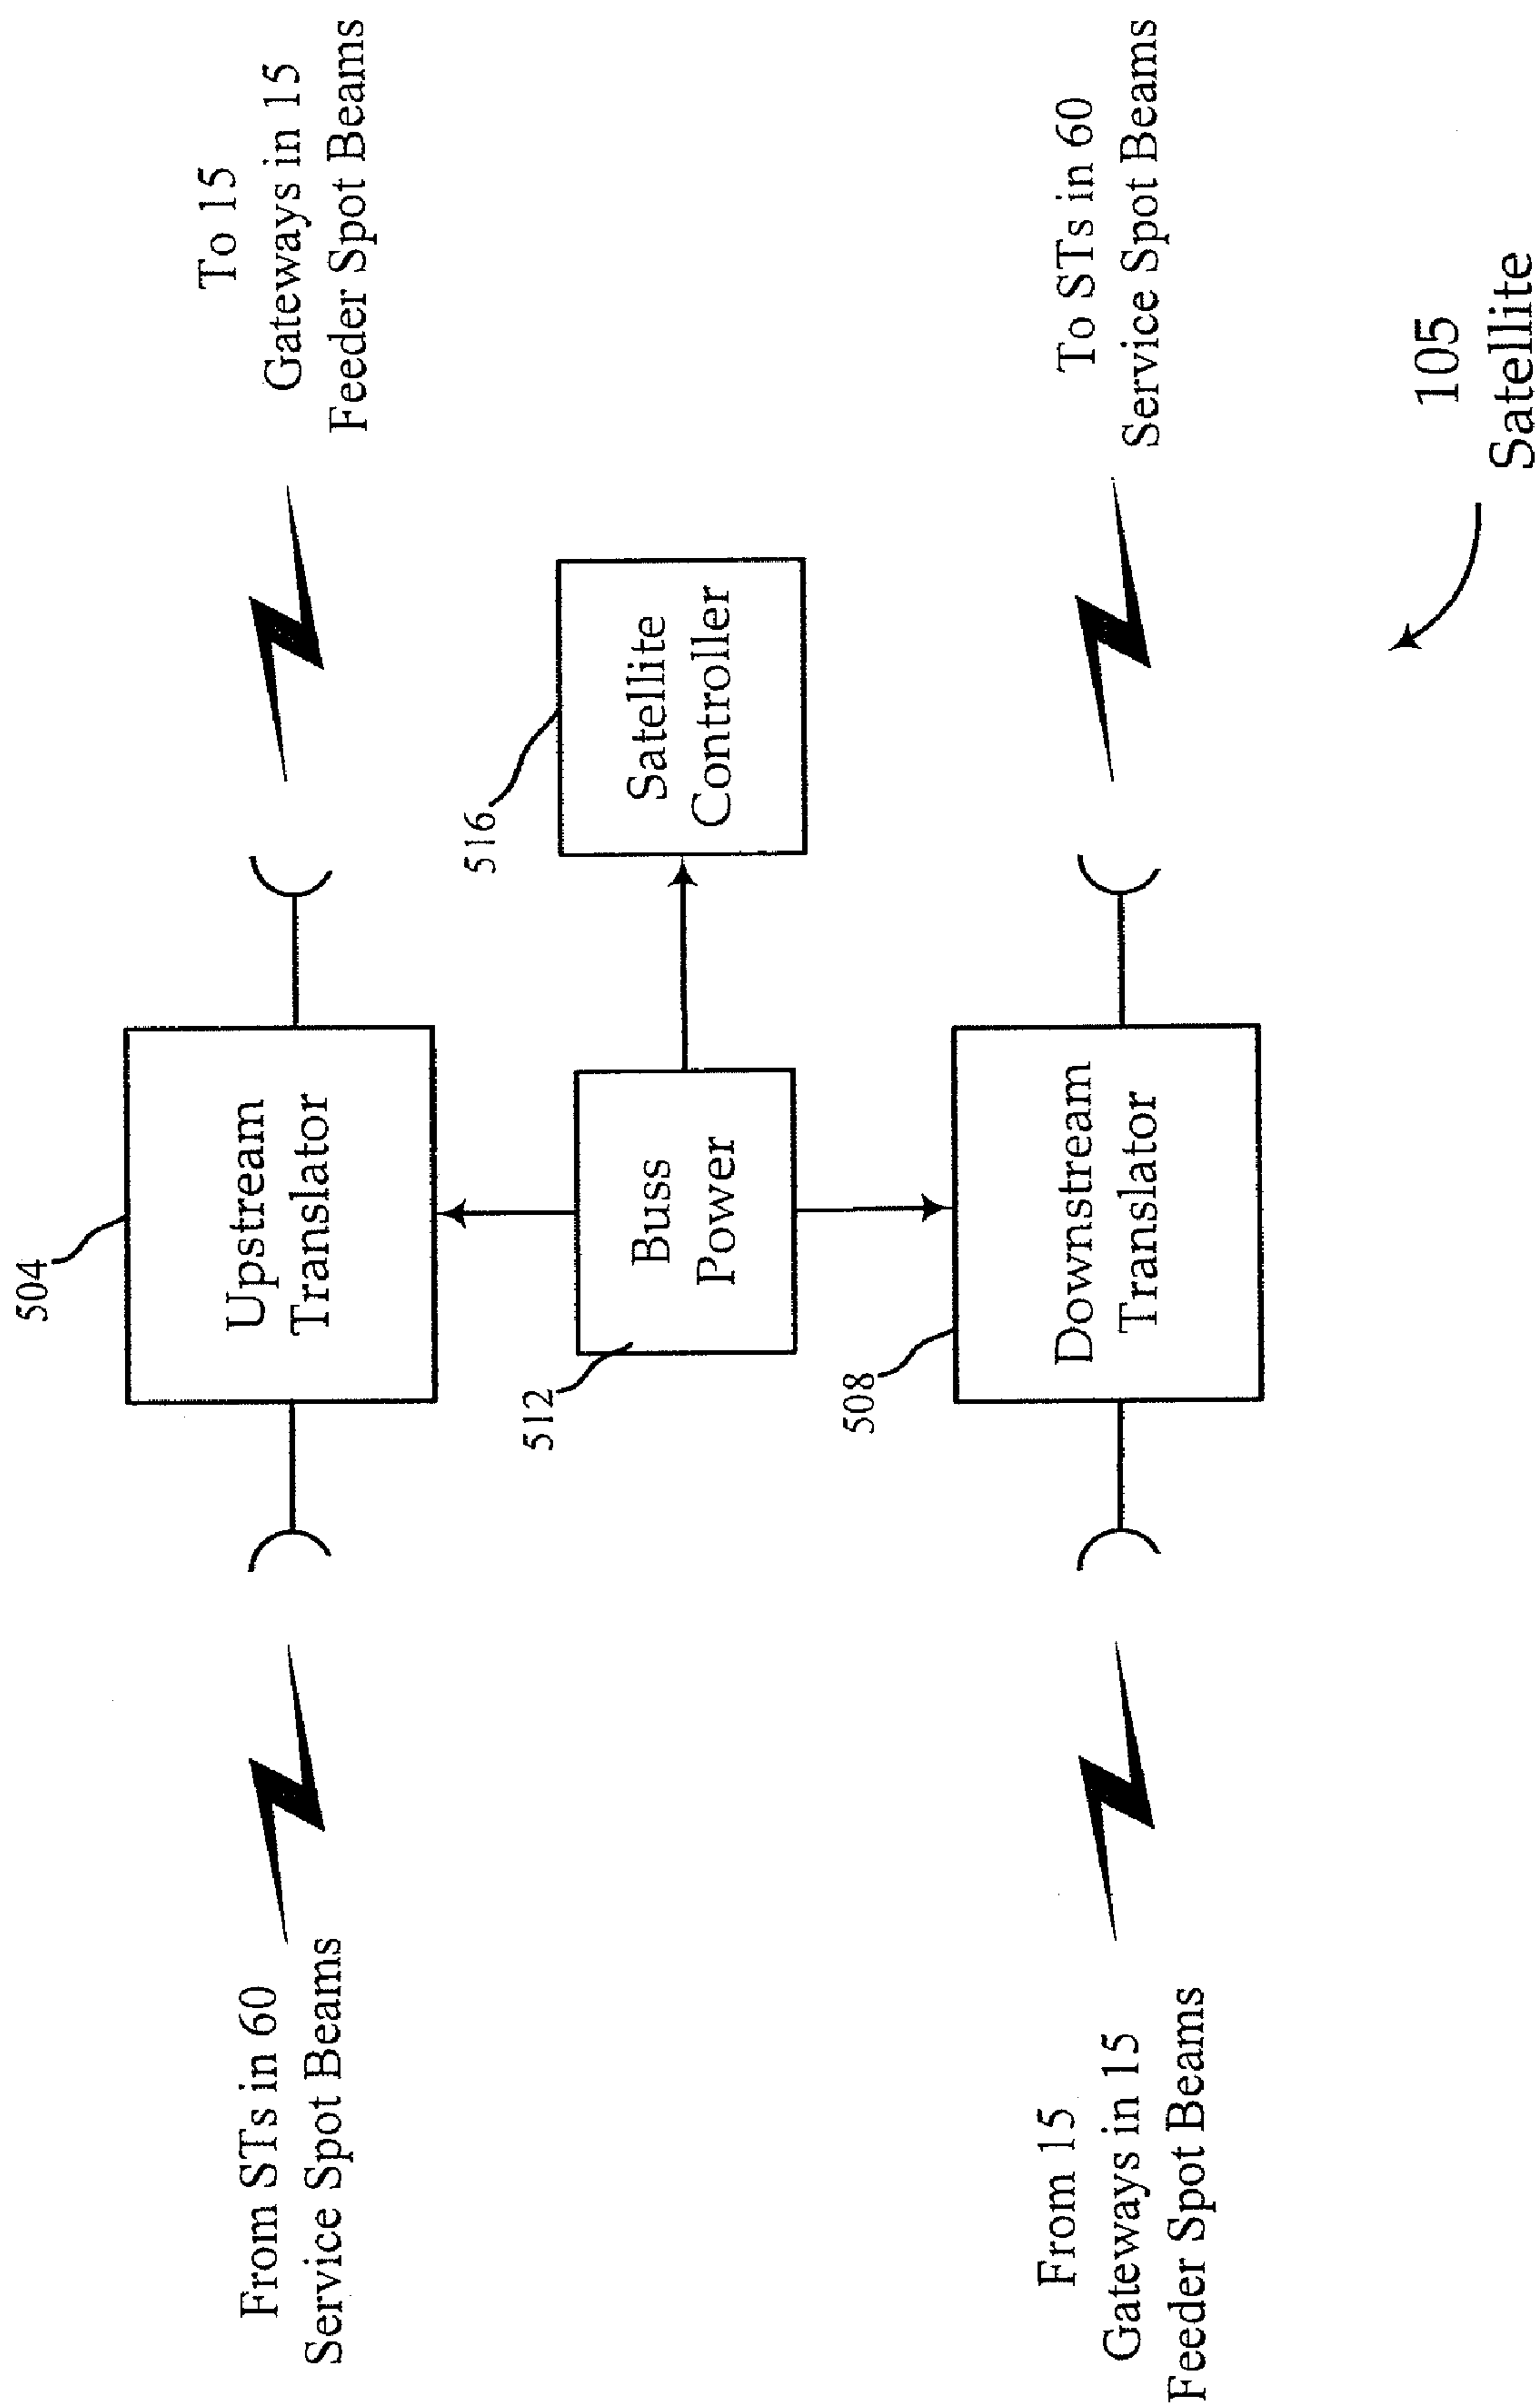 504
Upstream
Translator
From STs in 60
Service Spot Beams
To 15
Gateways in 15
Feeder Spot Beams
516
Satellite
Controller
512
Buss
Power
508
Downstream
Translator
From 15
Gateways in 15
Feeder Spot Beams
To STs in 60
Service Spot Beams
105
Satellite